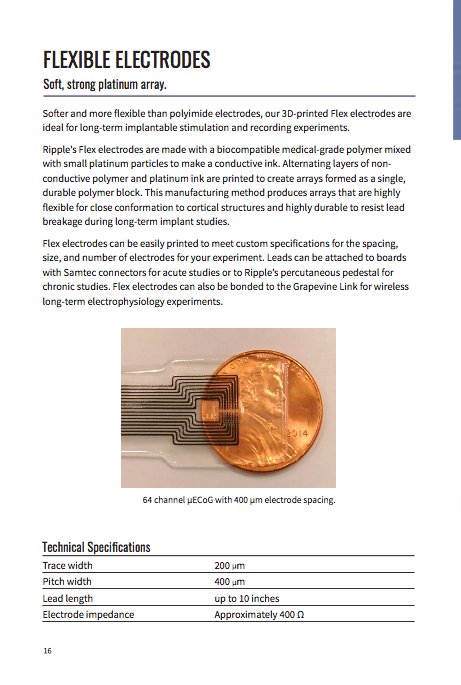 FLEXIBLE ELECTRODES
Soft, strong platinum array.
Softer and more flexible than polyimide electrodes, our 3D-printed Flex electrodes are
ideal for long-term implantable stimulation and recording experiments.
Ripple's Flex electrodes are made with a biocompatible medical-grade polymer mixed
with small platinum particles to make a conductive ink. Alternating layers of non-
conductive polymer and platinum ink are printed to create arrays formed as a single,
durable polymer block. This manufacturing method produces arrays that are highly
flexible for close conformation to cortical structures and highly durable to resist lead
breakage during long-term implant studies.
Flex electrodes can be easily printed to meet custom specifications for the spacing,
size, and number of electrodes for your experiment. Leads can be attached to boards
with Samtec connectors for acute studies or to Ripple's percutaneous pedestal for
chronic studies. Flex electrodes can also be bonded to the Grapevine Link for wireless
long-term electrophysiology experiments.
2014
64 channel µECoG with 400 µm electrode spacing.
Technical Specifications
Trace width 200 µm
Pitch width 400 µm
Lead length up to 10 inches
Electrode impedance Approximately 400 Ω
16